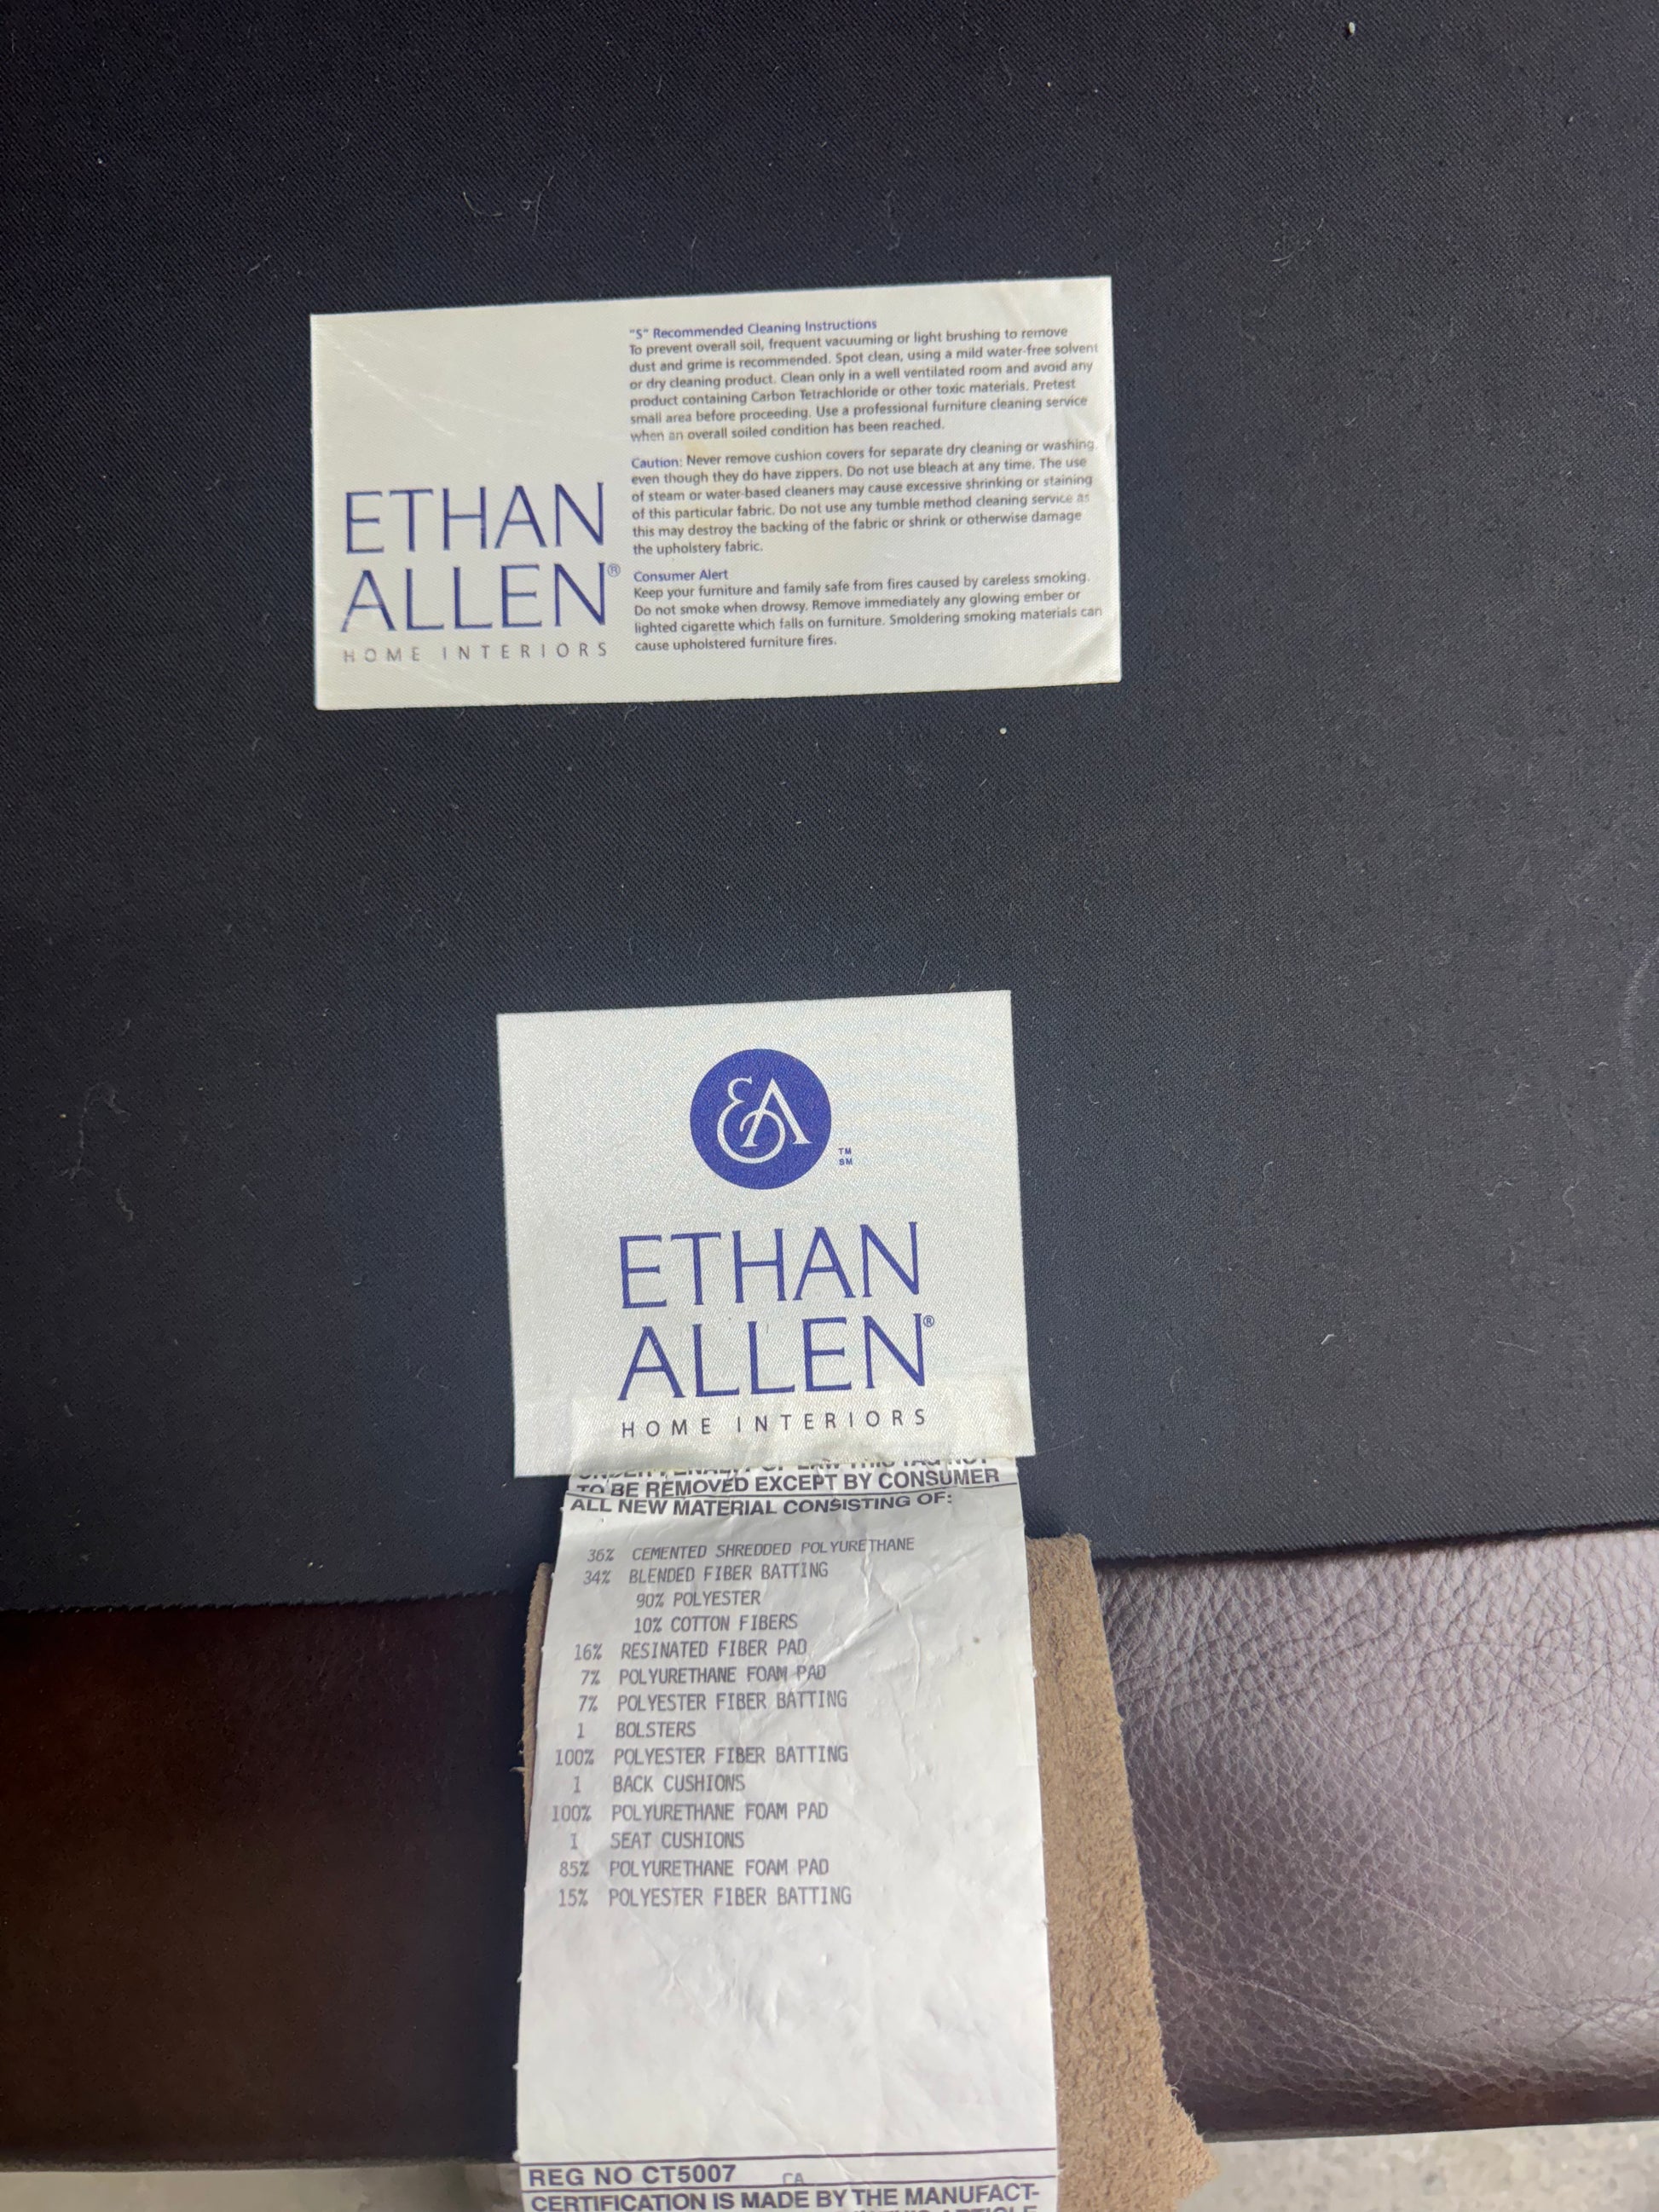 "S" Recommended Cleaning Instructions
To prevent overall soil, frequent vacuuming or light brushing to remove
dust and grime is recommended. Spot clean, using a mild water-free solvent
or dry cleaning product. Clean only in a well ventilated room and avoid any
product containing Carbon Tetrachloride or other toxic materials. Pretest
small area before proceeding. Use a professional furniture cleaning service
when an overall soiled condition has been reached.
Caution: Never remove cushion covers for separate dry cleaning or washing,
even though they do have zippers. Do not use bleach at any time. The use
of steam or water-based cleaners may cause excessive shrinking or staining
of this particular fabric. Do not use any tumble method cleaning service as
this may destroy the backing of the fabric or shrink or otherwise damage
the upholstery fabric.
Consumer Alert
Keep your furniture and family safe from fires caused by careless smoking.
Do not smoke when drowsy. Remove immediately any glowing ember or
lighted cigarette which falls on furniture. Smoldering smoking materials can
cause upholstered furniture fires.
ETHAN
ALLEN®
HOME INTERIORS
EA
TM
SM
ETHAN
ALLEN®
HOME INTERIORS
UNDER PENALTY OF LAW THIS TAG NOT
TO BE REMOVED EXCEPT BY CONSUMER
ALL NEW MATERIAL CONSISTING OF:
36% CEMENTED SHREDDED POLYURETHANE
34% BLENDED FIBER BATTING
90% POLYESTER
10% COTTON FIBERS
16% RESINATED FIBER PAD
7% POLYURETHANE FOAM PAD
7% POLYESTER FIBER BATTING
1 BOLSTERS
100% POLYESTER FIBER BATTING
1 BACK CUSHIONS
100% POLYURETHANE FOAM PAD
1 SEAT CUSHIONS
85% POLYURETHANE FOAM PAD
15% POLYESTER FIBER BATTING
REG NO CT5007 CA
CERTIFICATION IS MADE BY THE MANUFACT-